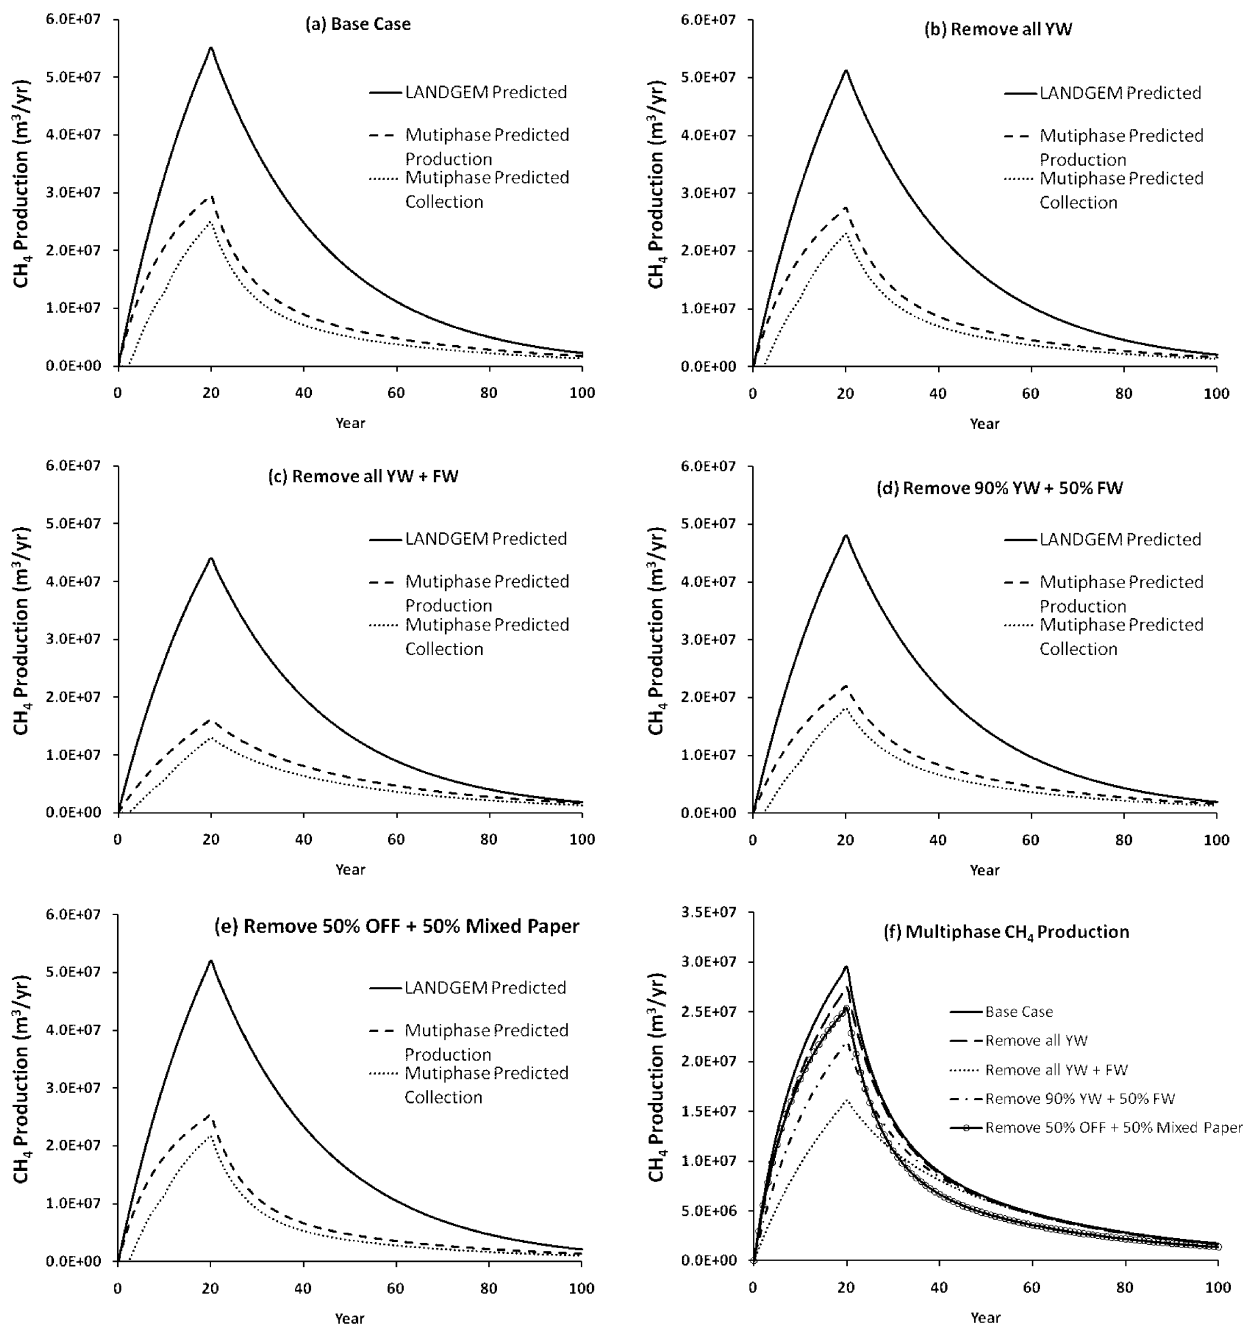 (a) Base Case
CH4 Production (m3/yr)
6.0E+07
5.0E+07
4.0E+07
3.0E+07
2.0E+07
1.0E+07
0.0E+00
LANDGEM Predicted
Mutiphase Predicted
Production
Mutiphase Predicted
Collection
0 20 40 60 80 100
Year
(b) Remove all YW
CH4 Production (m3/yr)
6.0E+07
5.0E+07
4.0E+07
3.0E+07
2.0E+07
1.0E+07
0.0E+00
LANDGEM Predicted
Mutiphase Predicted
Production
Mutiphase Predicted
Collection
0 20 40 60 80 100
Year
(c) Remove all YW + FW
CH4 Production (m3/yr)
6.0E+07
5.0E+07
4.0E+07
3.0E+07
2.0E+07
1.0E+07
0.0E+00
LANDGEM Predicted
Mutiphase Predicted
Production
Mutiphase Predicted
Collection
0 20 40 60 80 100
Year
(d) Remove 90% YW + 50% FW
CH4 Production (m3/yr)
6.0E+07
5.0E+07
4.0E+07
3.0E+07
2.0E+07
1.0E+07
0.0E+00
LANDGEM Predicted
Mutiphase Predicted
Production
Mutiphase Predicted
Collection
0 20 40 60 80 100
Year
(e) Remove 50% OFF + 50% Mixed Paper
CH4 Production (m3/yr)
6.0E+07
5.0E+07
4.0E+07
3.0E+07
2.0E+07
1.0E+07
0.0E+00
LANDGEM Predicted
Mutiphase Predicted
Production
Mutiphase Predicted
Collection
0 20 40 60 80 100
Year
(f) Multiphase CH4 Production
CH4 Production (m3/yr)
3.5E+07
3.0E+07
2.5E+07
2.0E+07
1.5E+07
1.0E+07
5.0E+06
0.0E+00
Base Case
Remove all YW
Remove all YW + FW
Remove 90% YW + 50% FW
Remove 50% OFF + 50% Mixed Paper
0 20 40 60 80 100
Year